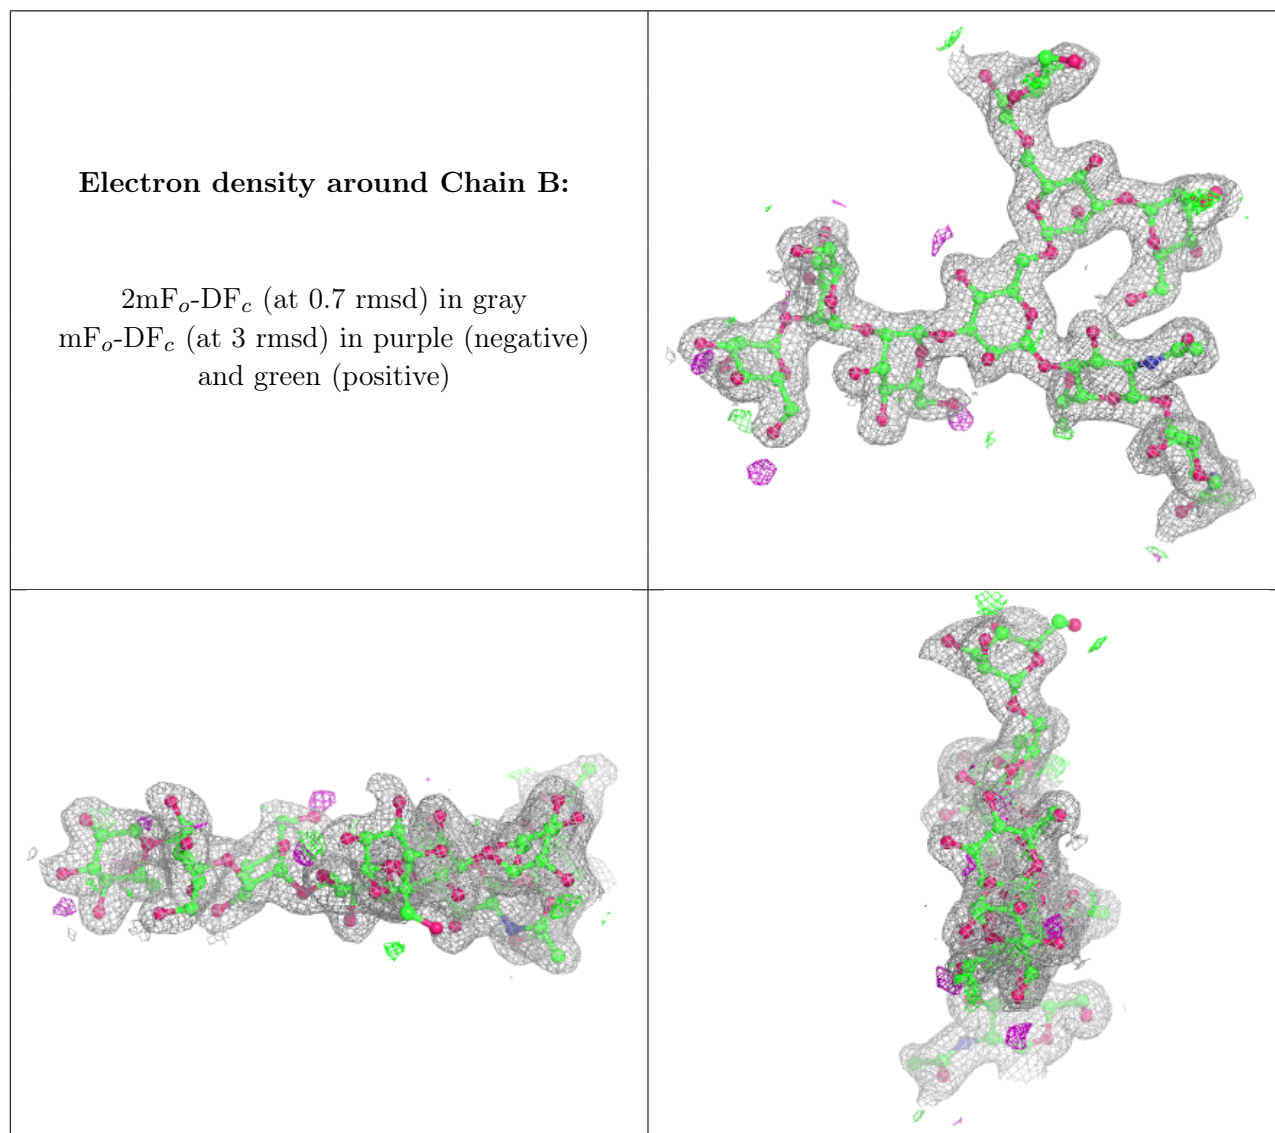 Electron density around Chain B:
2mFo-DFc (at 0.7 rmsd) in gray
mFo-DFc (at 3 rmsd) in purple (negative)
and green (positive)